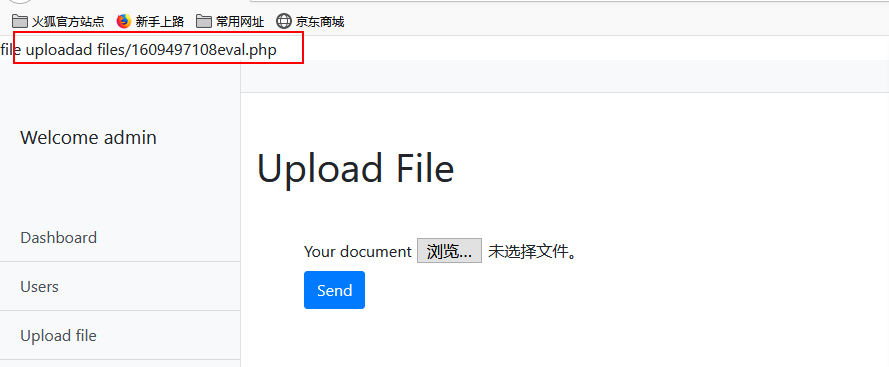 火狐官方站点 新手上路 常用网址 京东商城
file uploadad files/1609497108eval.php
Welcome admin
Upload File
Your document 浏览... 未选择文件。
Send
Dashboard
Users
Upload file